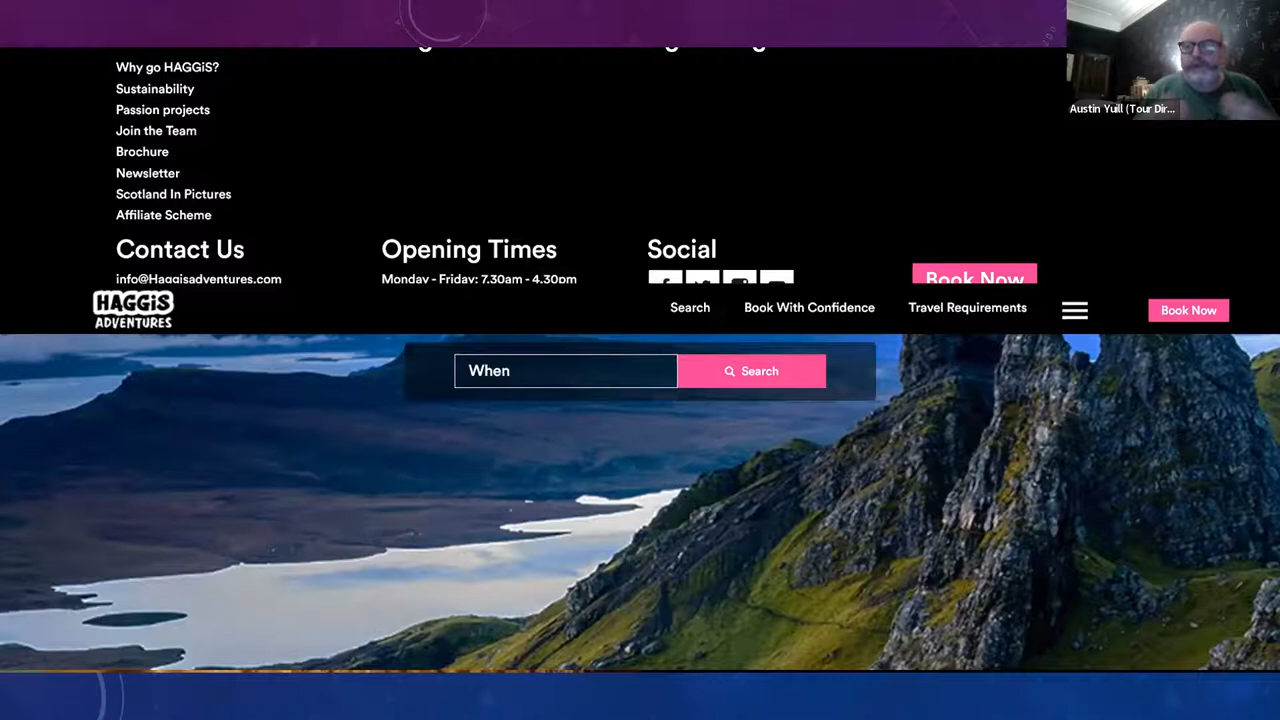 Austin Yuill (Tour Dir...
Why go HAGGiS?
Sustainability
Passion projects
Join the Team
Brochure
Newsletter
Scotland In Pictures
Affiliate Scheme
Contact Us
info@Haggisadventures.com
Opening Times
Monday - Friday: 7.30am - 4.30pm
Social
Book Now
HAGGiS
ADVENTURES
Search
Book With Confidence
Travel Requirements
Book Now
When
Search